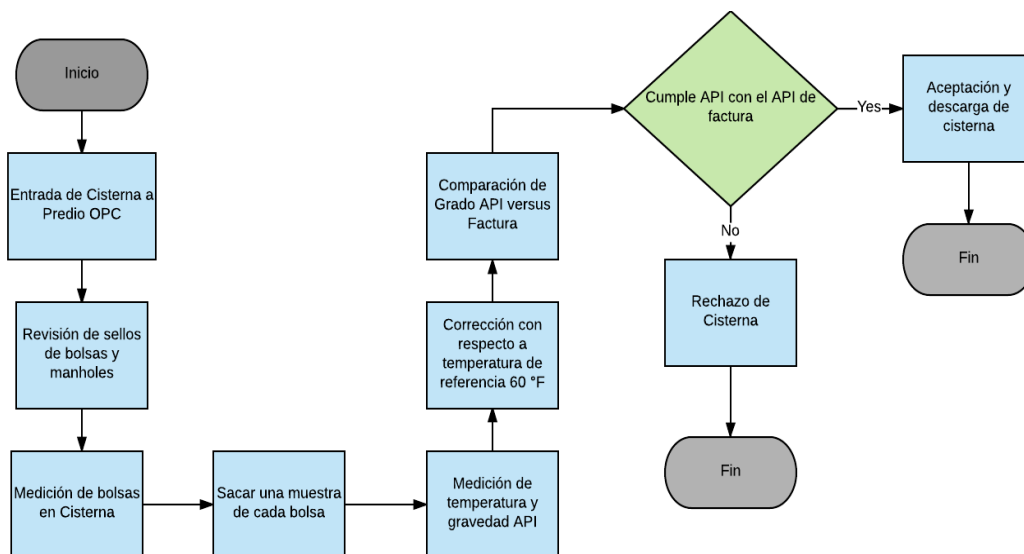 Inicio
Entrada de Cisterna a
Predio OPC
Revisión de sellos
de bolsas y
manholes
Medición de bolsas
en Cisterna
Sacar una muestra
de cada bolsa
Medición de
temperatura y
gravedad API
Corrección con
respecto a
temperatura de
referencia 60 °F
Comparación de
Grado API versus
Factura
Cumple API con el API de
factura
Yes
Aceptación y
descarga de
cisterna
Fin
No
Rechazo de
Cisterna
Fin